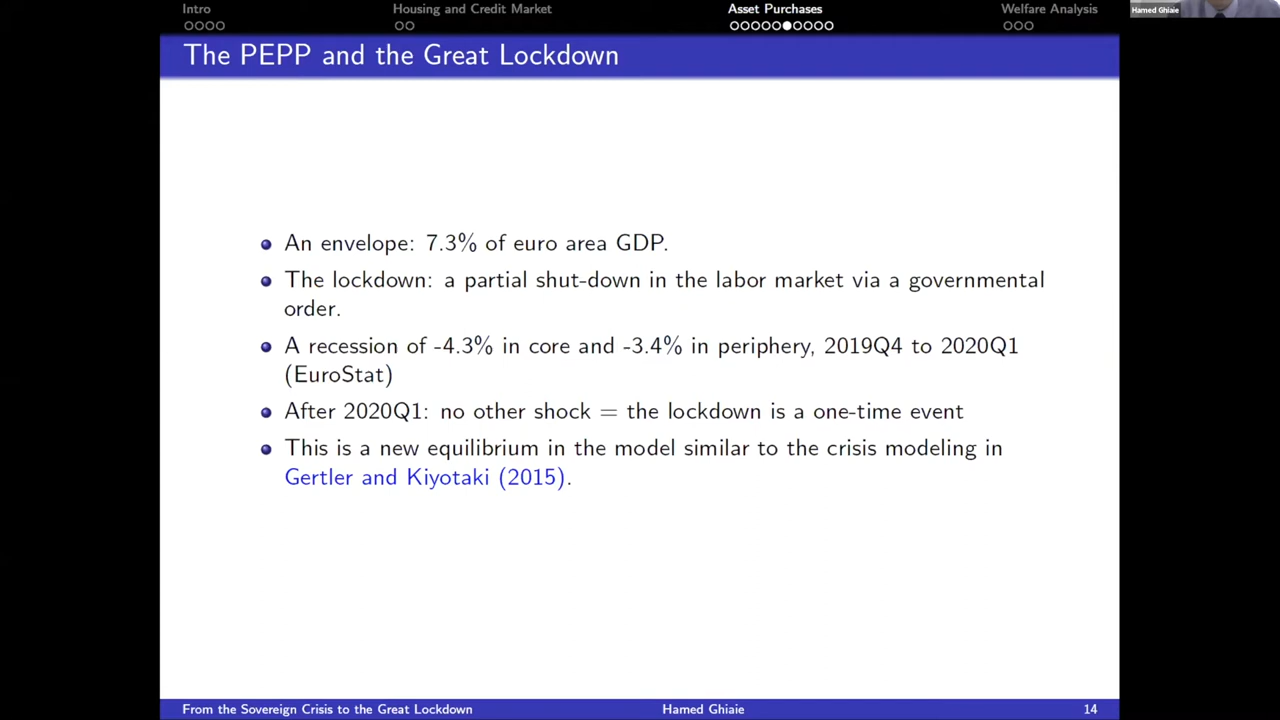 Intro
Housing and Credit Market
Asset Purchases
Welfare Analysis
Hamed Ghiaie
The PEPP and the Great Lockdown
An envelope: 7.3% of euro area GDP.
The lockdown: a partial shut-down in the labor market via a governmental
order.
A recession of -4.3% in core and -3.4% in periphery, 2019Q4 to 2020Q1
(EuroStat)
After 2020Q1: no other shock = the lockdown is a one-time event
This is a new equilibrium in the model similar to the crisis modeling in
Gertler and Kiyotaki (2015).
From the Sovereign Crisis to the Great Lockdown
Hamed Ghiaie
14